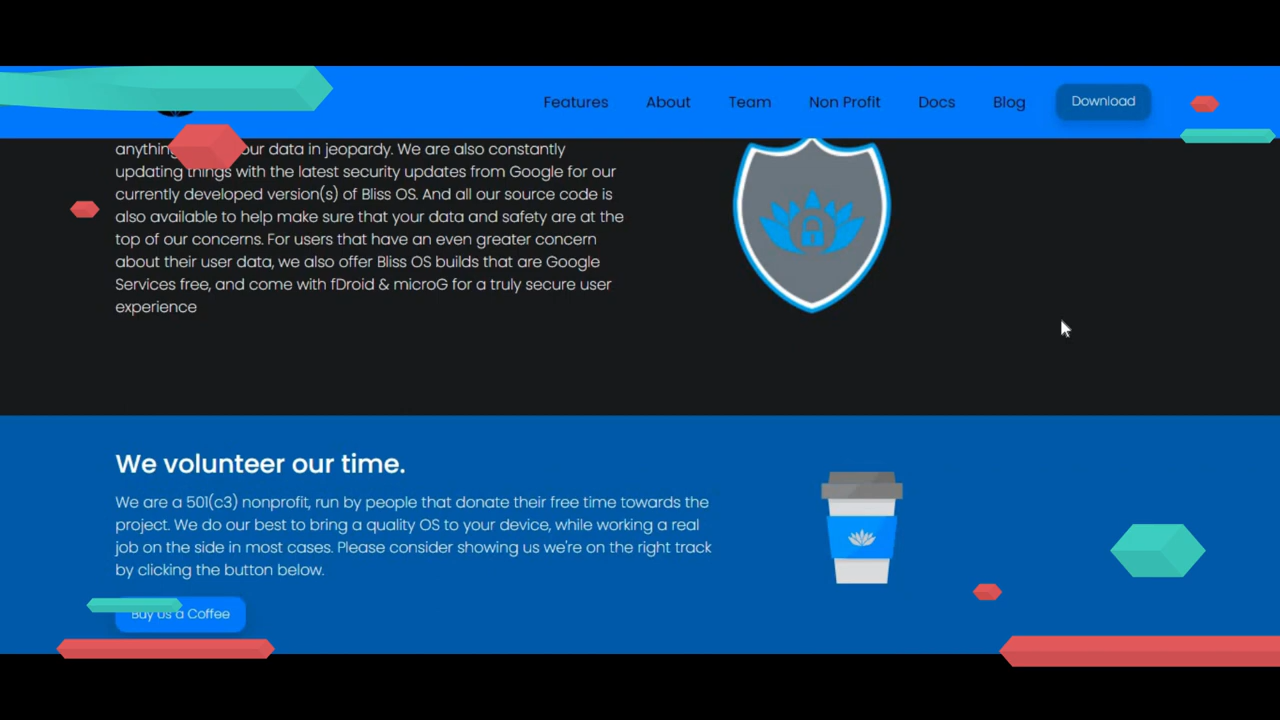 Features About Team Non Profit Docs Blog Download
anything our data in jeopardy. We are also constantly
updating things with the latest security updates from Google for our
currently developed version(s) of Bliss OS. And all our source code is
also available to help make sure that your data and safety are at the
top of our concerns. For users that have an even greater concern
about their user data, we also offer Bliss OS builds that are Google
Services free, and come with fDroid & microG for a truly secure user
experience
We volunteer our time.
We are a 501(c3) nonprofit, run by people that donate their free time towards the
project. We do our best to bring a quality OS to your device, while working a real
job on the side in most cases. Please consider showing us we're on the right track
by clicking the button below.
Buy Us a Coffee